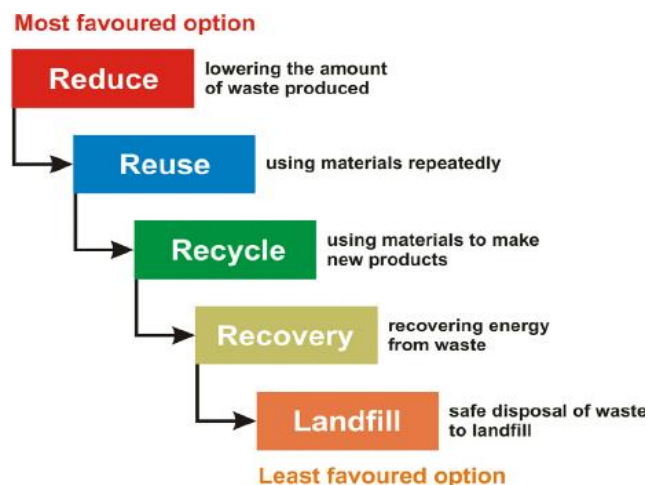 Most favoured option
Reduce
lowering the amount
of waste produced
Reuse
using materials repeatedly
Recycle
using materials to make
new products
Recovery
recovering energy
from waste
Landfill
safe disposal of waste
to landfill
Least favoured option